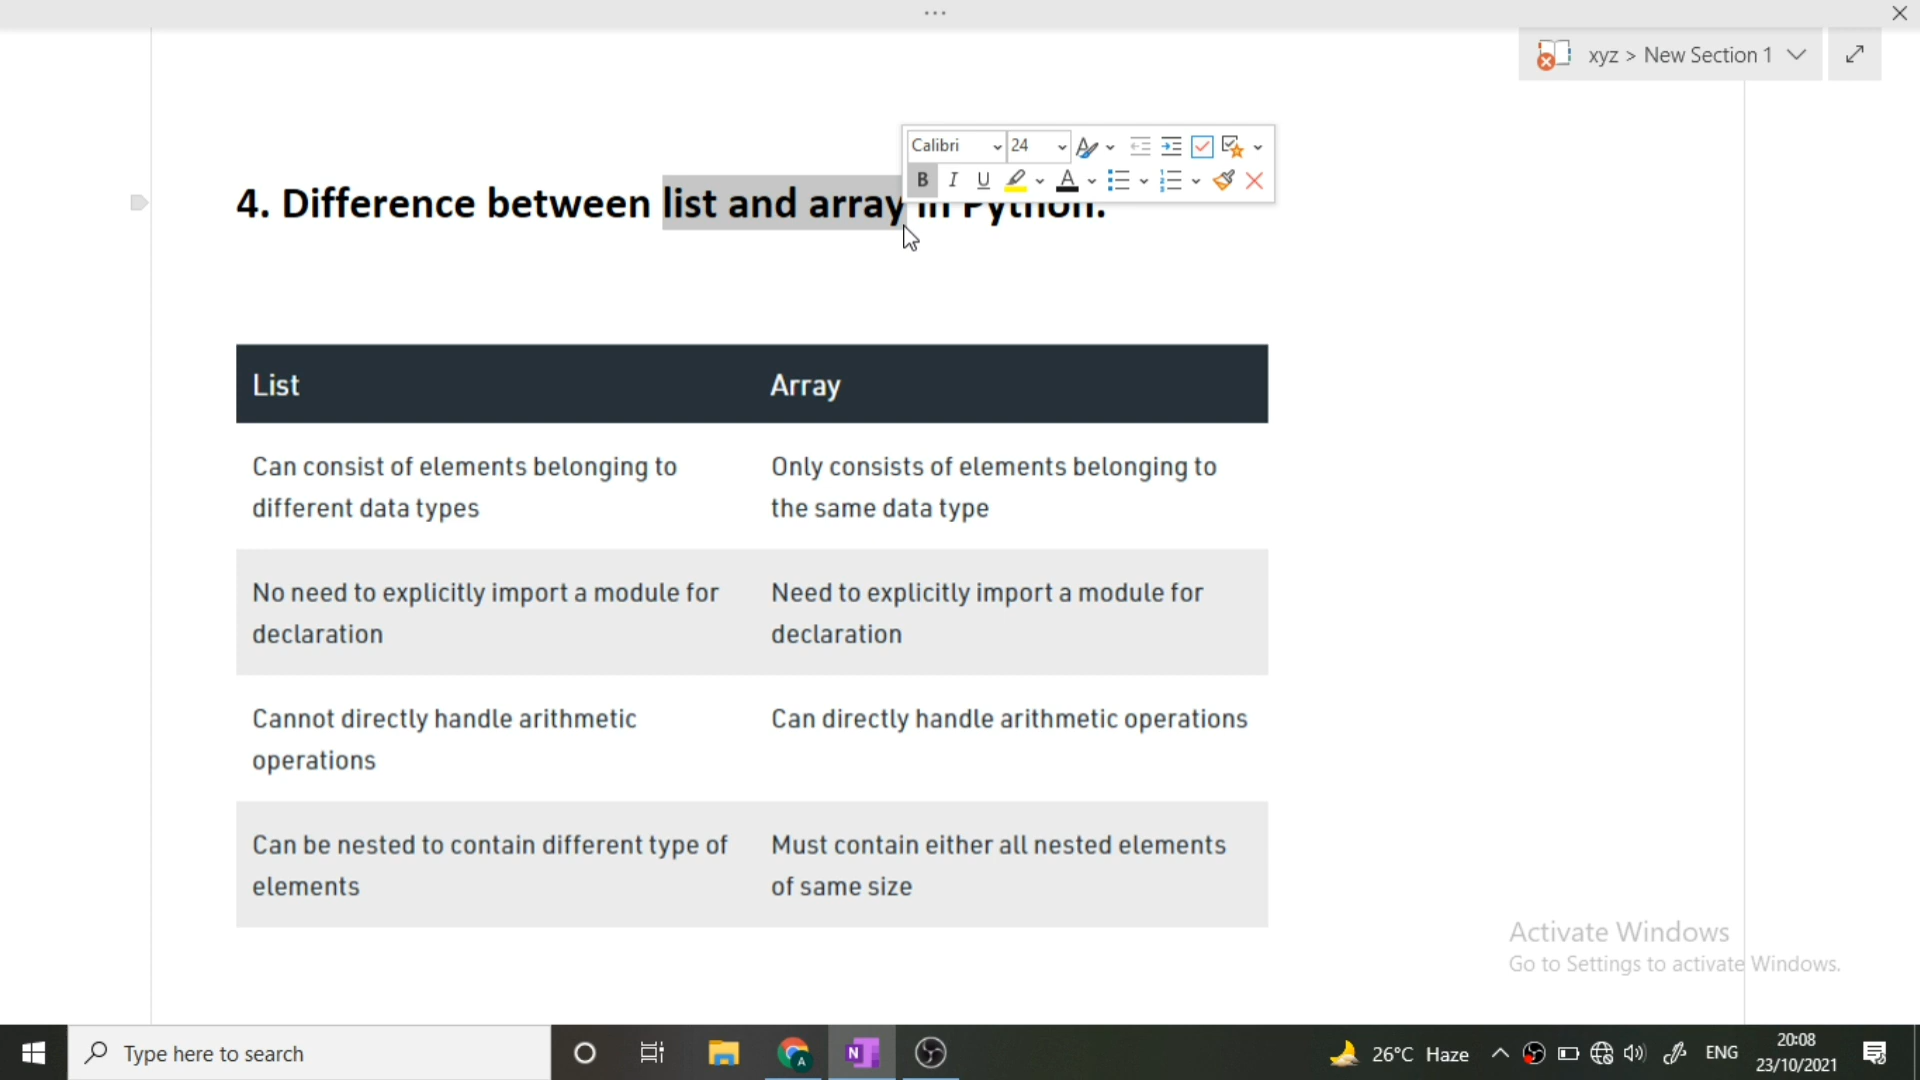 xyz > New Section 1
Calibri 24
B I U A
4. Difference between list and array in Python.
List Array
Can consist of elements belonging to Only consists of elements belonging to
different data types the same data type
No need to explicitly import a module for Need to explicitly import a module for
declaration declaration
Cannot directly handle arithmetic Can directly handle arithmetic operations
operations
Can be nested to contain different type of Must contain either all nested elements
elements of same size
Activate Windows
Go to Settings to activate Windows.
Type here to search 26°C Haze ENG 20:08
23/10/2021